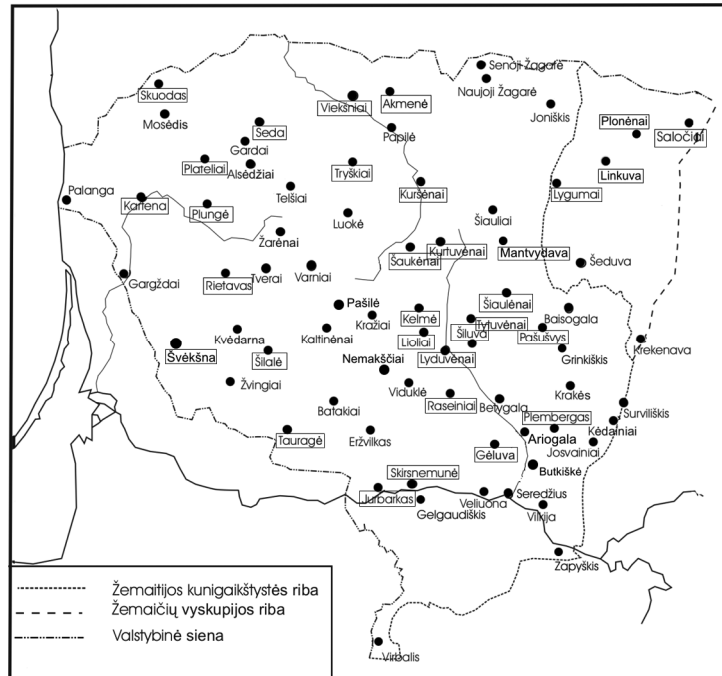 Senoji Žagarė
Naujoji Žagarė
Skuodas
Viekšniai
Akmenė
Joniškis
Mosėdis
Seda
Papilė
Plonėnai
Saločiai
Gardai
Plateliai
Alsėdžiai
Tryškiai
Linkuva
Telšiai
Kuršėnai
Lygumai
Palanga
Kartena
Plungė
Luokė
Šiauliai
Žarėnai
Šaukėnai
Kurtuvėnai
Mantvydava
Šeduva
Gargždai
Rietavas
Tverai
Varniai
Pašilė
Šiaulėnai
Kražiai
Kelmė
Tytuvėnai
Baisogala
Kvėdarna
Kaltinėnai
Lioliai
Šiluva
Pašušvys
Krekenava
Švėkšna
Šilalė
Nemakščiai
Lyduvėnai
Grinkiškis
Žvingiai
Viduklė
Krakės
Batakiai
Raseiniai
Betygala
Plembergas
Surviliškis
Tauragė
Eržvilkas
Ariogala
Kėdainiai
Gėluva
Josvainiai
Skirsnemunė
Butkiškė
Jurbarkas
Gelgaudiškis
Veliuona
Seredžius
Vilkija
Zapyškis
Žemaitijos kunigaikštystės riba
Žemaičių vyskupijos riba
Valstybinė siena
Virbalis